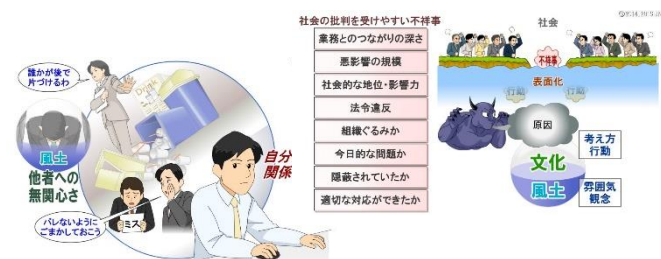 誰かが後で
片づけるわ
風土
他者への
無関心さ
バレないように
ごまかしておこう
ミス
自分
関係
社会の批判を受けやすい不祥事
業務とのつながりの深さ
悪影響の規模
社会的な地位・影響力
法令違反
組織ぐるみか
今日的な問題か
隠蔽されていたか
適切な対応ができたか
社会
不祥事
表面化
行動
行動
原因
文化
風土
考え方
行動
雰囲気
観念